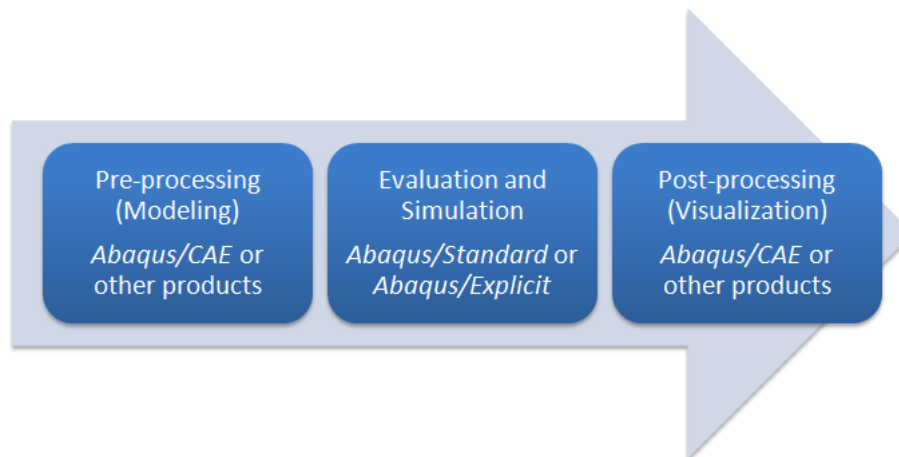 Pre-processing
(Modeling)
Abaqus/CAE or
other products
Evaluation and
Simulation
Abaqus/Standard or
Abaqus/Explicit
Post-processing
(Visualization)
Abaqus/CAE or
other products